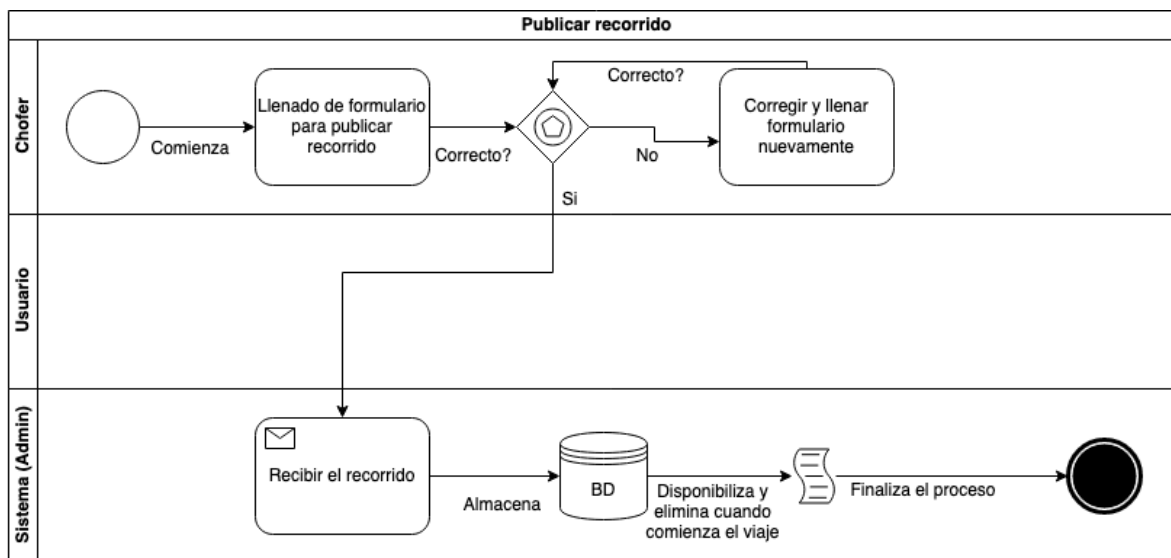 Publicar recorrido
Chofer
Comienza
Llenado de formulario
para publicar
recorrido
Correcto?
Correcto?
No
Corregir y llenar
formulario
nuevamente
Si
Usuario
Sistema (Admin)
Recibir el recorrido
Almacena
BD
Disponibiliza y
elimina cuando
comienza el viaje
Finaliza el proceso